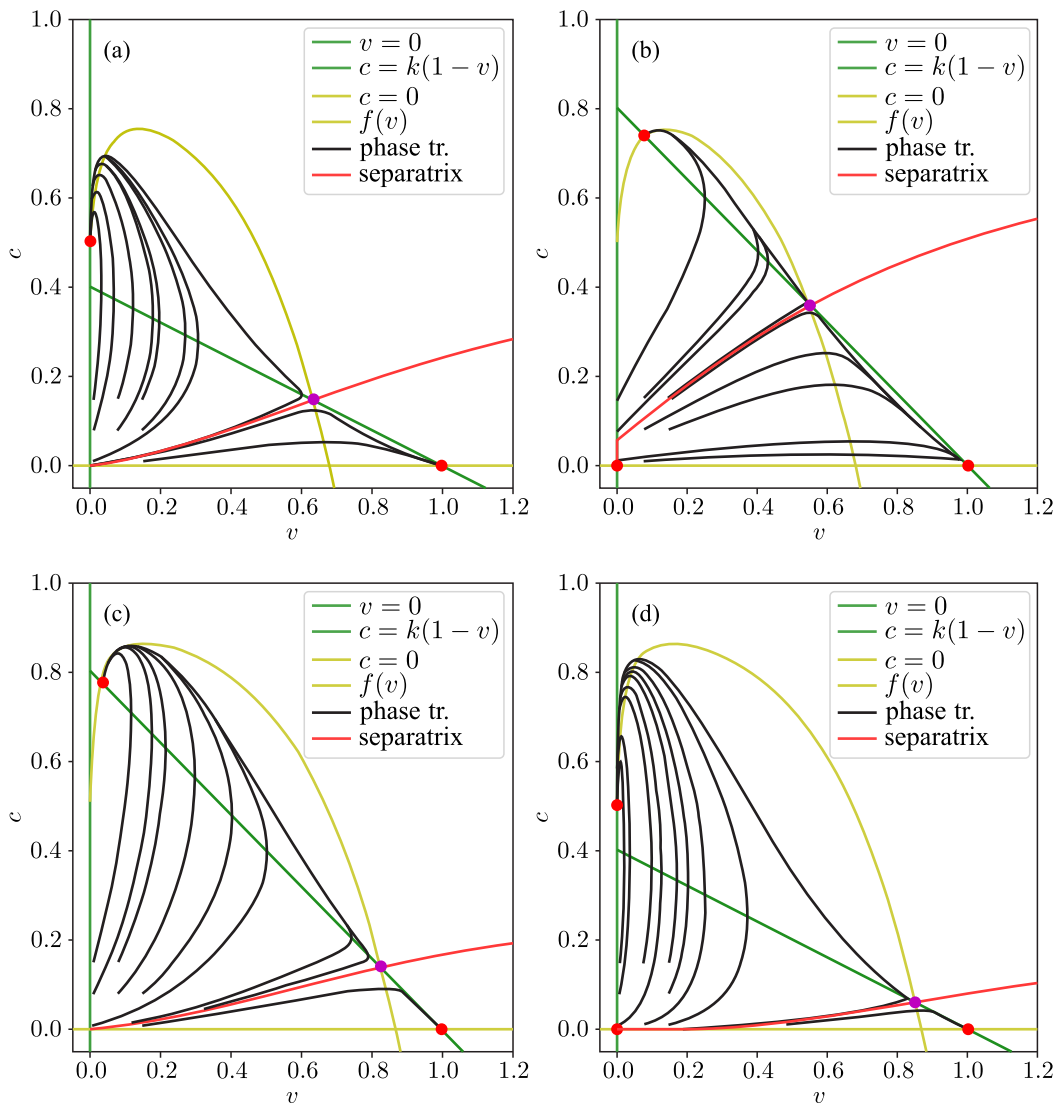 (a)
v = 0
c = k(1 − v)
c = 0
f(v)
phase tr.
separatrix
1.0
0.8
0.6
0.4
0.2
0.0
c
0.0 0.2 0.4 0.6 0.8 1.0 1.2
v
(b)
v = 0
c = k(1 − v)
c = 0
f(v)
phase tr.
separatrix
1.0
0.8
0.6
0.4
0.2
0.0
c
0.0 0.2 0.4 0.6 0.8 1.0 1.2
v
(c)
v = 0
c = k(1 − v)
c = 0
f(v)
phase tr.
separatrix
1.0
0.8
0.6
0.4
0.2
0.0
c
0.0 0.2 0.4 0.6 0.8 1.0 1.2
v
(d)
v = 0
c = k(1 − v)
c = 0
f(v)
phase tr.
separatrix
1.0
0.8
0.6
0.4
0.2
0.0
c
0.0 0.2 0.4 0.6 0.8 1.0 1.2
v